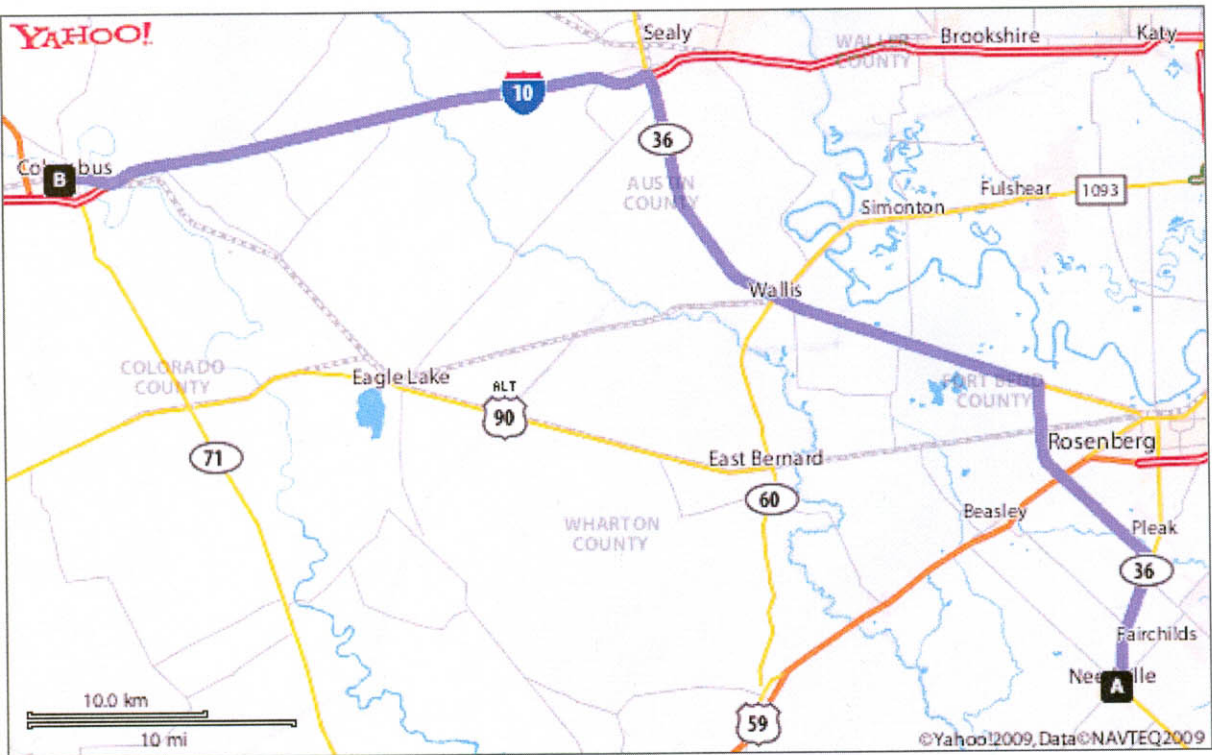 YAHOO!
Sealy
WALLER COUNTY
Brookshire
Katy
10
36
Columbus
B
AUSTIN COUNTY
Fulshear
1093
Simonton
Wallis
COLORADO COUNTY
Eagle Lake
ALT
90
FORT BEND COUNTY
71
East Bernard
Rosenberg
60
Beasley
WHARTON COUNTY
Pleak
36
Fairchilds
Needville
A
10.0 km
10 mi
59
©Yahoo!2009, Data©NAVTEQ2009